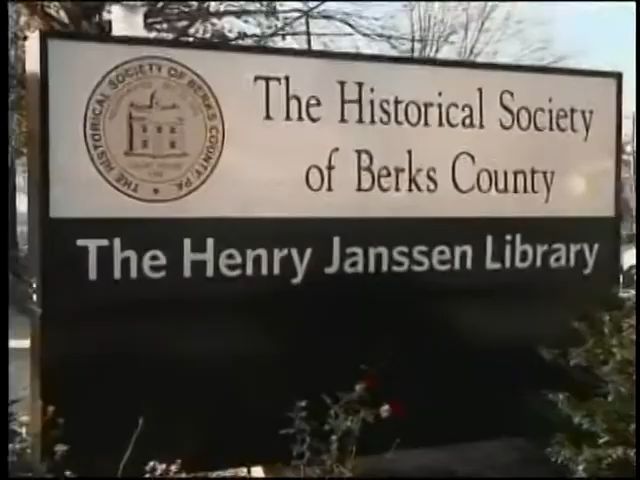 THE HISTORICAL SOCIETY OF BERKS COUNTY, PA.
The Historical Society
of Berks County
The Henry Janssen Library